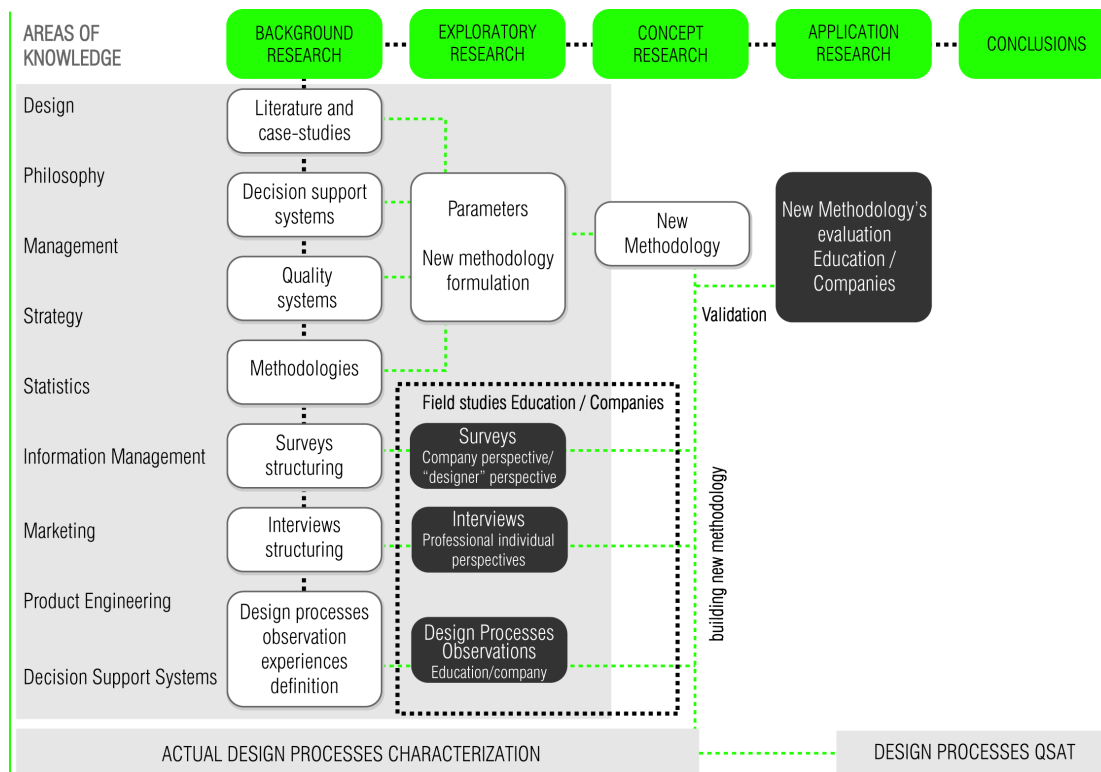 AREAS OF
KNOWLEDGE
BACKGROUND
RESEARCH
EXPLORATORY
RESEARCH
CONCEPT
RESEARCH
APPLICATION
RESEARCH
CONCLUSIONS
Design
Philosophy
Management
Strategy
Statistics
Information Management
Marketing
Product Engineering
Decision Support Systems
Literature and
case-studies
Decision support
systems
Quality
systems
Methodologies
Surveys
structuring
Interviews
structuring
Design processes
observation
experiences
definition
Parameters
New methodology
formulation
Field studies Education / Companies
Surveys
Company perspective/
“designer” perspective
Interviews
Professional individual
perspectives
Design Processes
Observations
Education/company
New
Methodology
Validation
building new methodology
New Methodology’s
evaluation
Education /
Companies
ACTUAL DESIGN PROCESSES CHARACTERIZATION
DESIGN PROCESSES QSAT